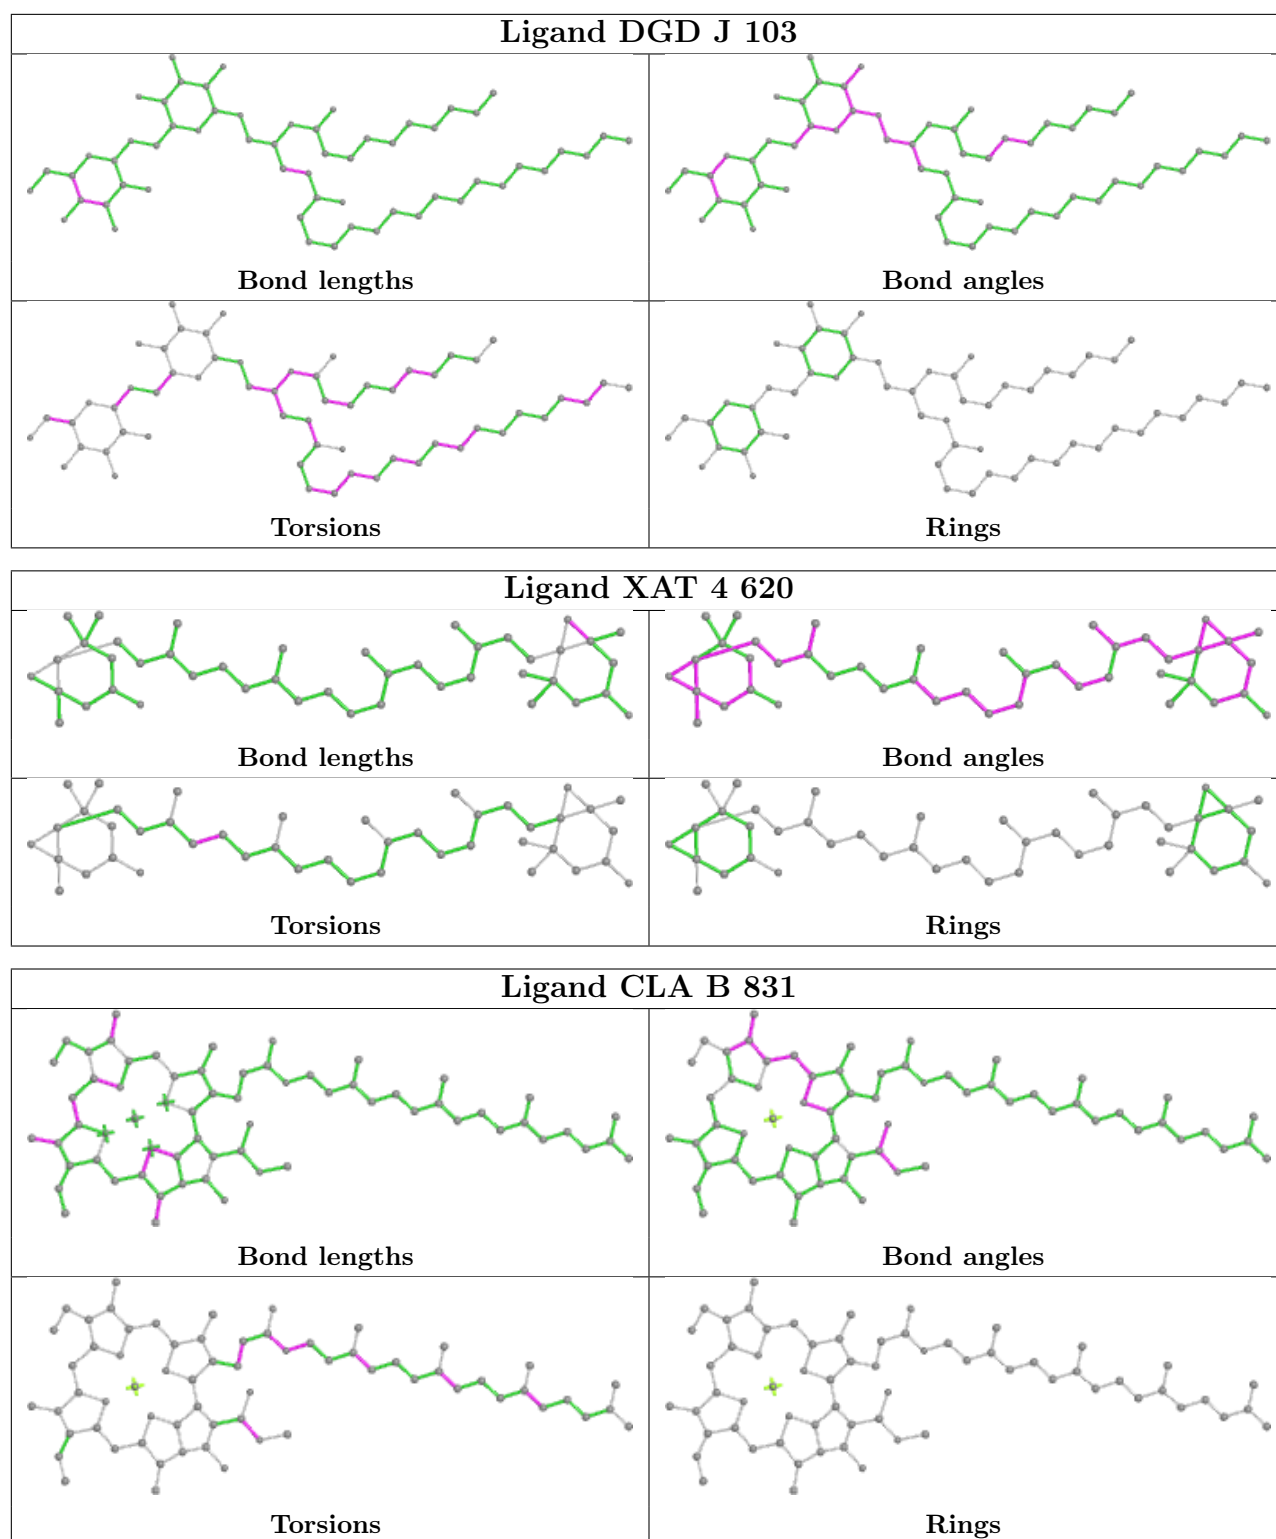 Ligand DGD J 103
Bond lengths
Bond angles
Torsions
Rings
Ligand XAT 4 620
Bond lengths
Bond angles
Torsions
Rings
Ligand CLA B 831
Bond lengths
Bond angles
Torsions
Rings